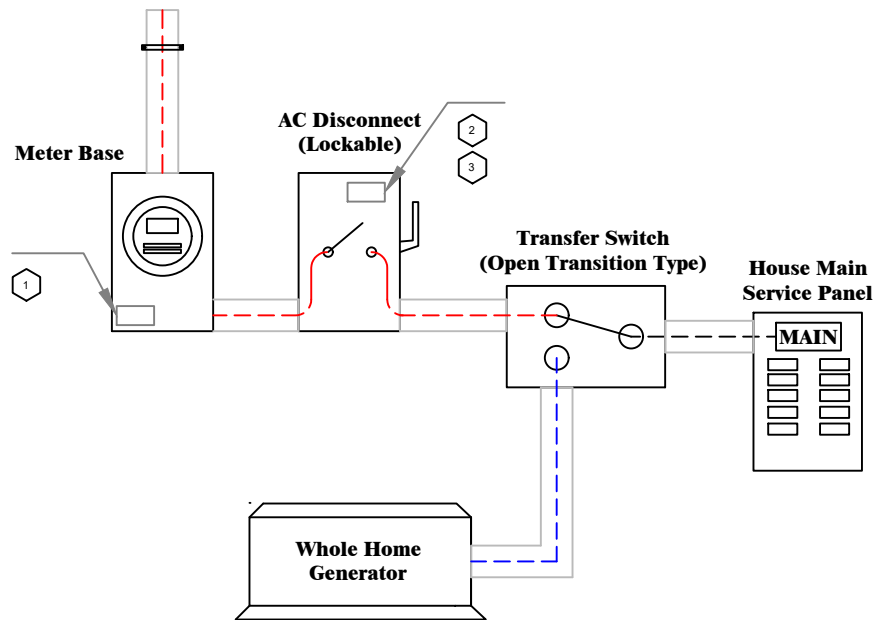 AC Disconnect
(Lockable)
2
3
Meter Base
1
Transfer Switch
(Open Transition Type)
House Main
Service Panel
MAIN
Whole Home
Generator